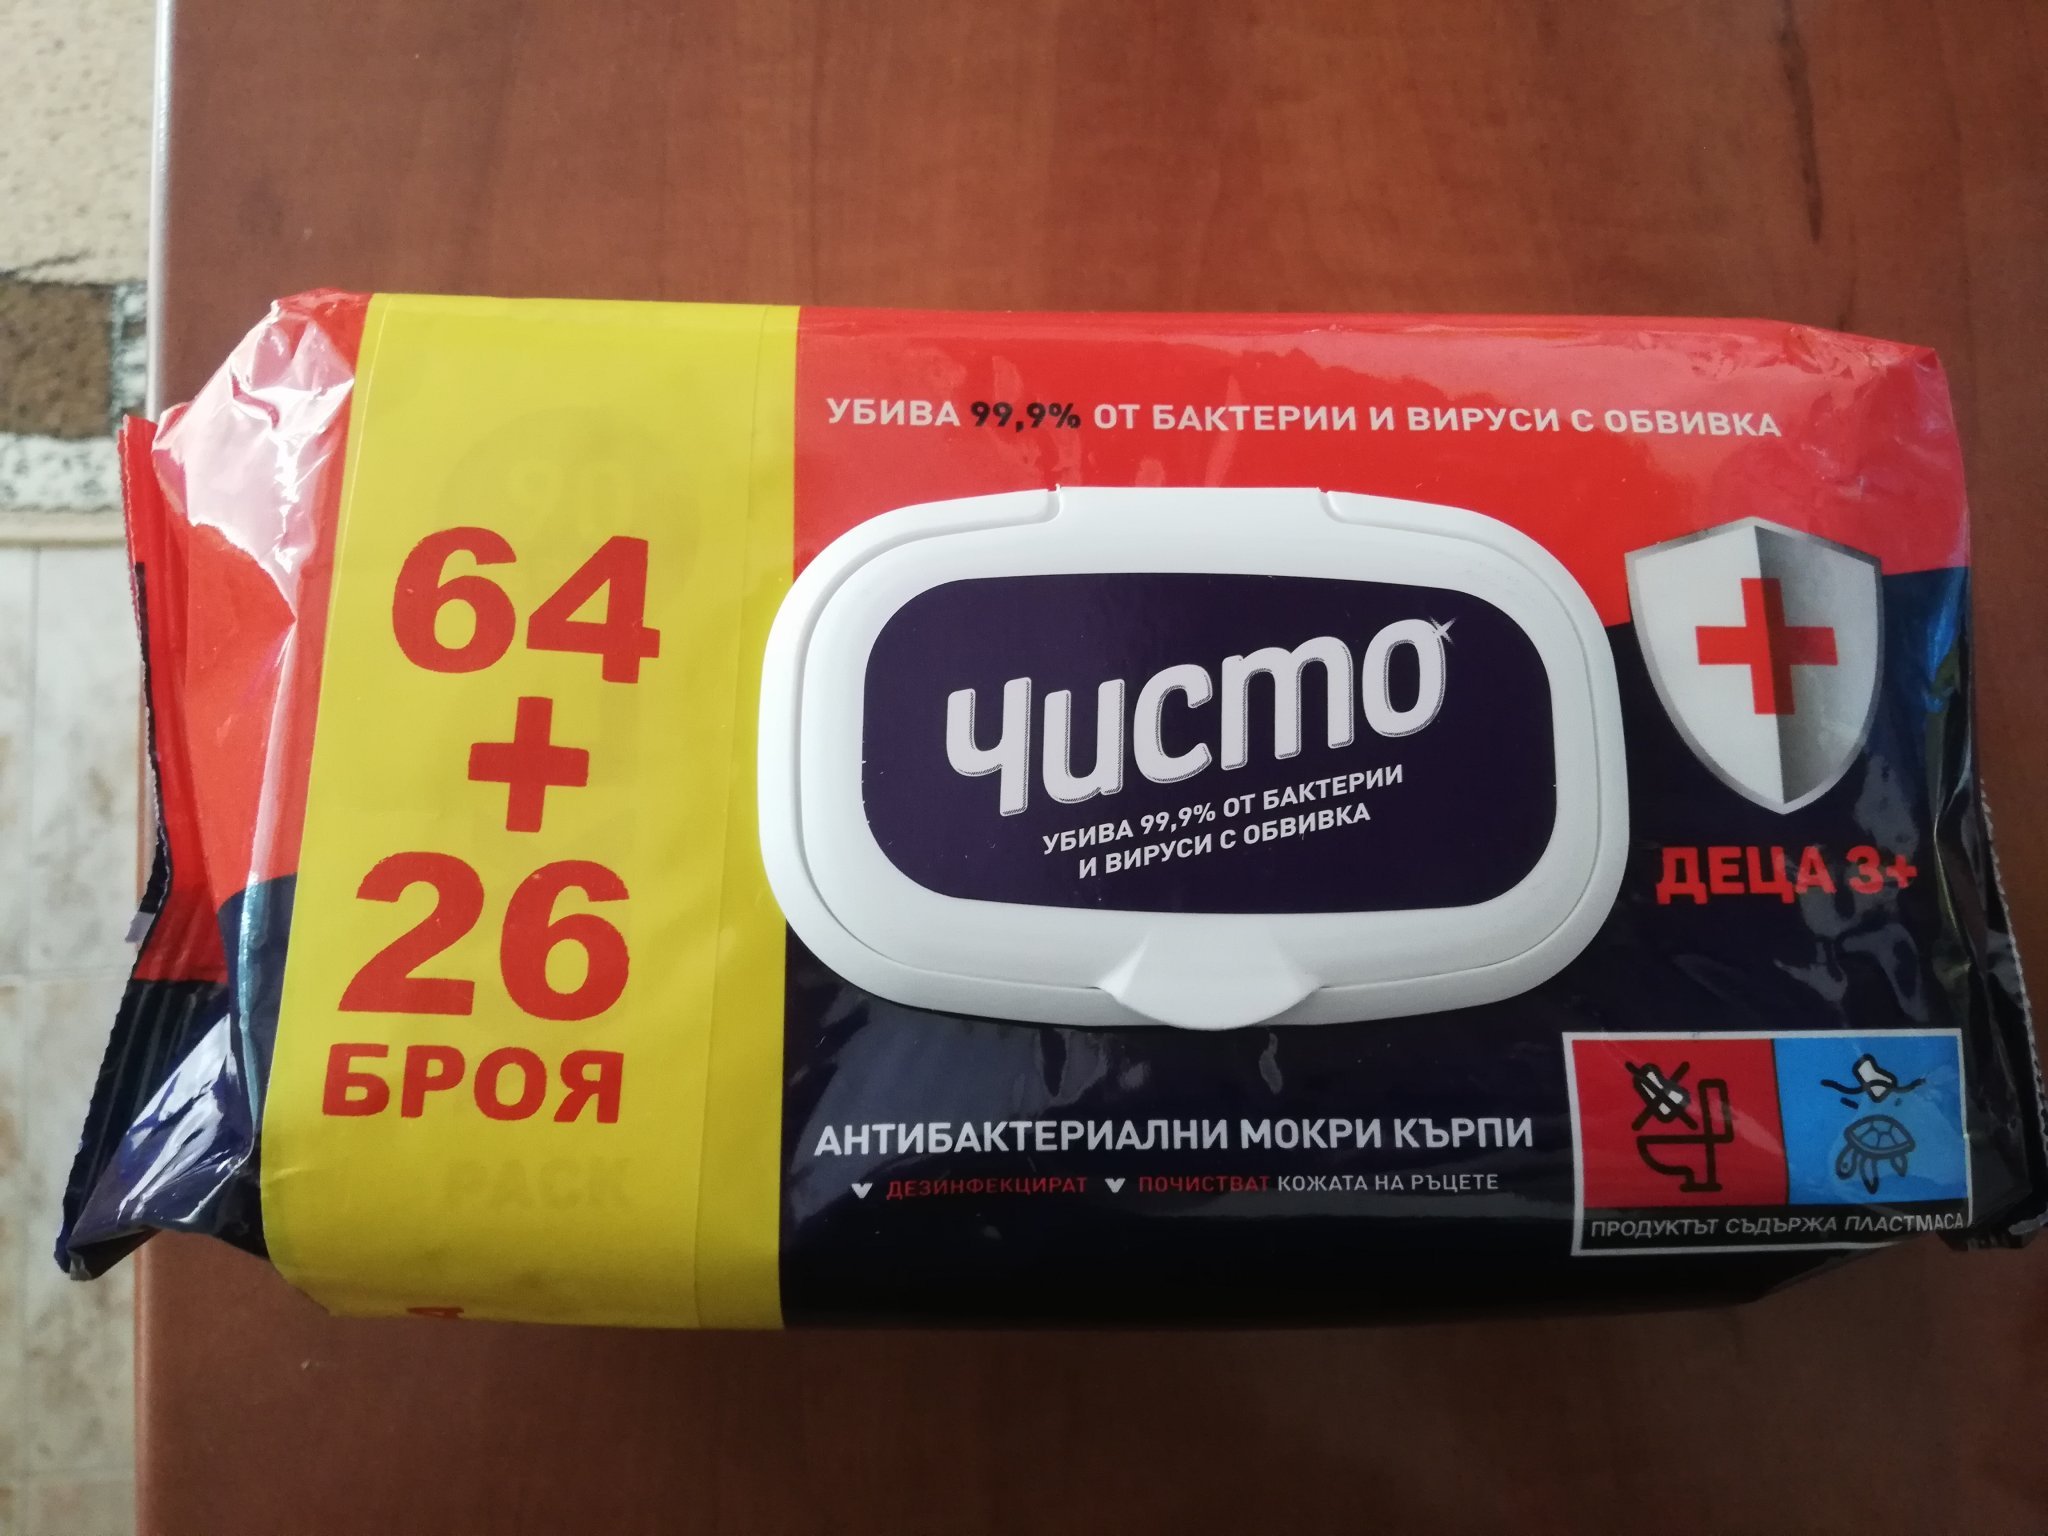 УБИВА 99,9% ОТ БАКТЕРИИ И ВИРУСИ С ОБВИВКА
64
+
26
БРОЯ
Чисто
УБИВА 99,9% ОТ БАКТЕРИИ
И ВИРУСИ С ОБВИВКА
ДЕЦА 3+
АНТИБАКТЕРИАЛНИ МОКРИ КЪРПИ
ДЕЗИНФЕКЦИРАТ ПОЧИСТВАТ КОЖАТА НА РЪЦЕТЕ
ПРОДУКТЪТ СЪДЪРЖА ПЛАСТМАСА